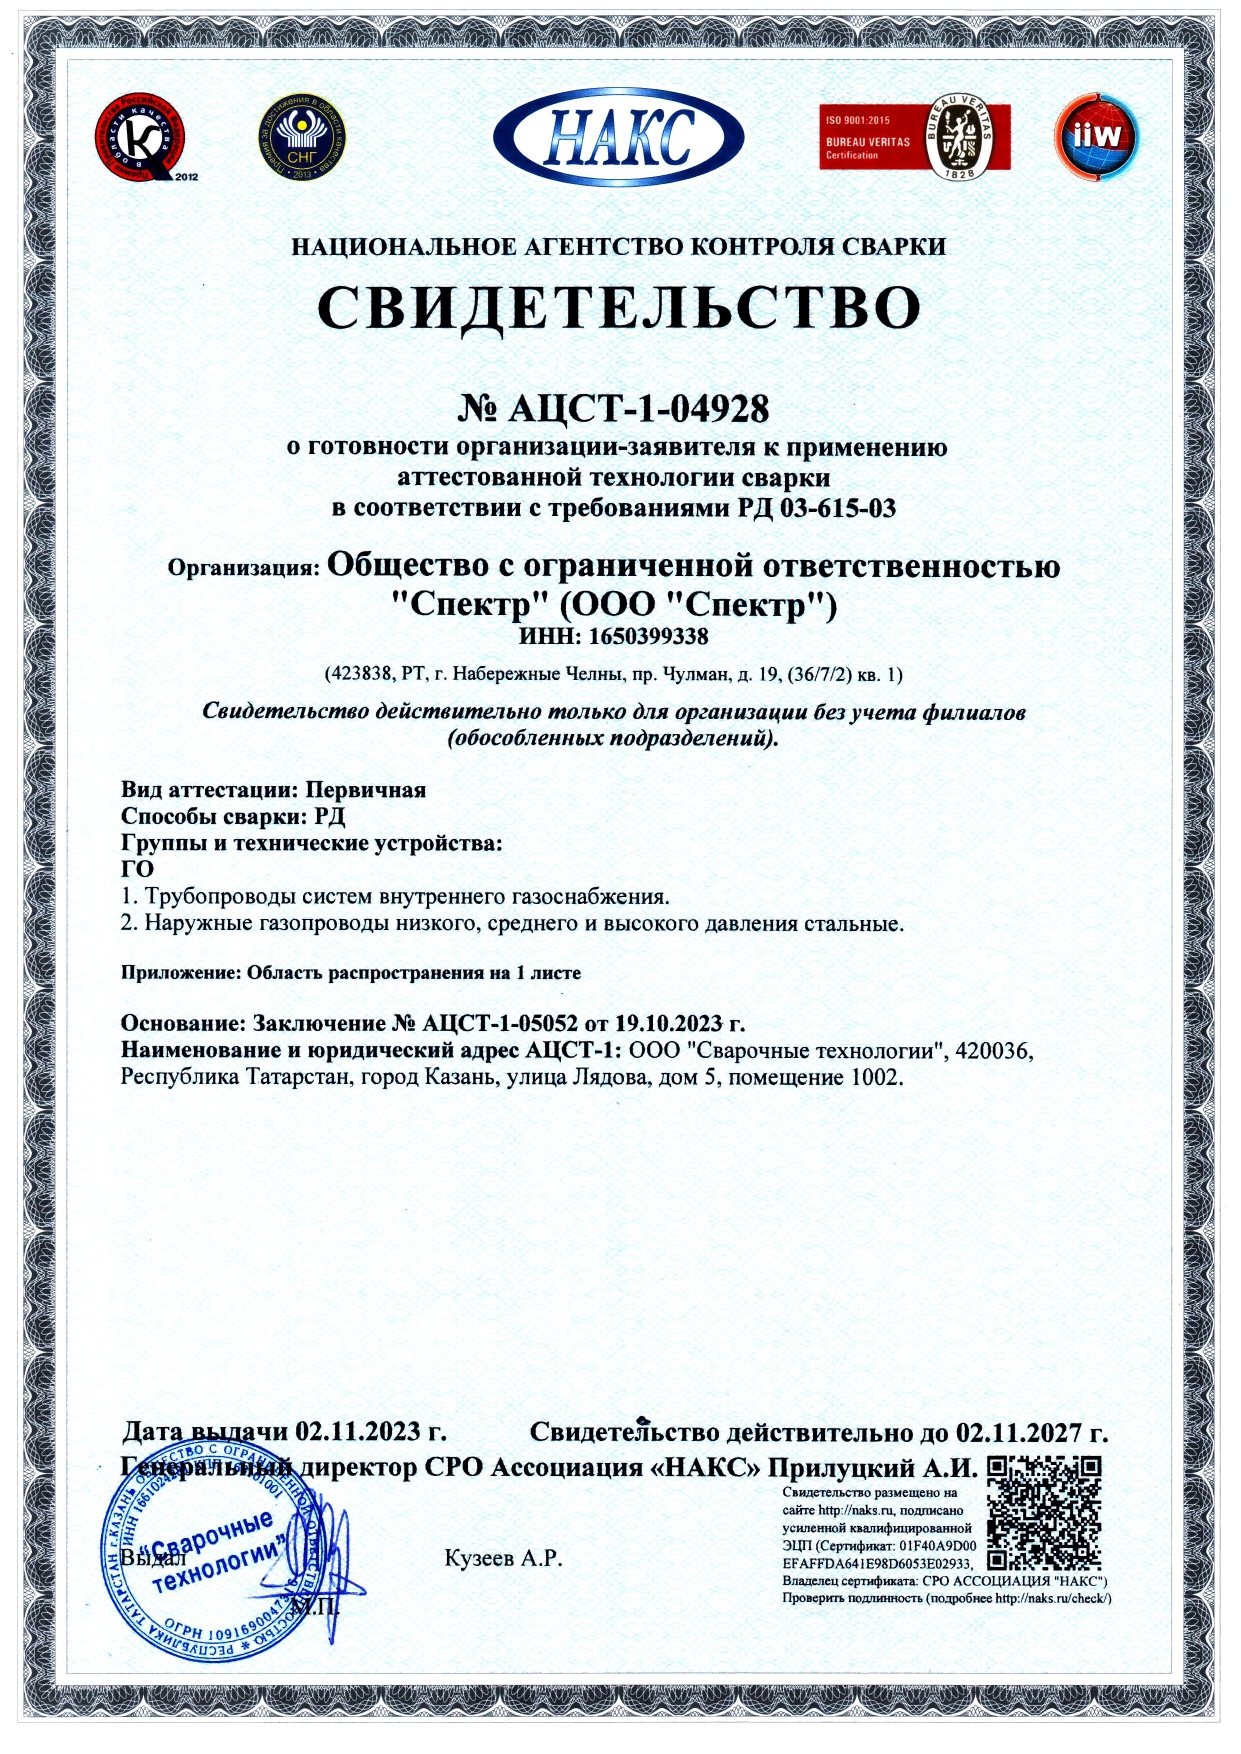 в области качества
2012
Премия за достижения в области качества
СНГ
2013
НАКС
ISO 9001:2015
BUREAU VERITAS
Certification
BUREAU VERITAS
1828
iiw
НАЦИОНАЛЬНОЕ АГЕНТСТВО КОНТРОЛЯ СВАРКИ
СВИДЕТЕЛЬСТВО
№ АЦСТ-1-04928
о готовности организации-заявителя к применению
аттестованной технологии сварки
в соответствии с требованиями РД 03-615-03
Организация: Общество с ограниченной ответственностью
"Спектр" (ООО "Спектр")
ИНН: 1650399338
(423838, РТ, г. Набережные Челны, пр. Чулман, д. 19, (36/7/2) кв. 1)
Свидетельство действительно только для организации без учета филиалов
(обособленных подразделений).
Вид аттестации: Первичная
Способы сварки: РД
Группы и технические устройства:
ГО
1. Трубопроводы систем внутреннего газоснабжения.
2. Наружные газопроводы низкого, среднего и высокого давления стальные.
Приложение: Область распространения на 1 листе
Основание: Заключение № АЦСТ-1-05052 от 19.10.2023 г.
Наименование и юридический адрес АЦСТ-1: ООО "Сварочные технологии", 420036,
Республика Татарстан, город Казань, улица Лядова, дом 5, помещение 1002.
Дата выдачи 02.11.2023 г. Свидетельство действительно до 02.11.2027 г.
Генеральный директор СРО Ассоциация «НАКС» Прилуцкий А.И.
Свидетельство размещено на
сайте http://naks.ru, подписано
усиленной квалифицированной
ЭЦП (Сертификат: 01F40A9D00
EFAFFDA641E98D6053E02933,
Владелец сертификата: СРО АССОЦИАЦИЯ "НАКС")
Проверить подлинность (подробнее http://naks.ru/check/)
Выдал Кузеев А.Р.
М.П.
ОБЩЕСТВО С ОГРАНИЧЕННОЙ ОТВЕТСТВЕННОСТЬЮ
РЕСПУБЛИКА ТАТАРСТАН г.КАЗАНЬ
"Сварочные
технологии"